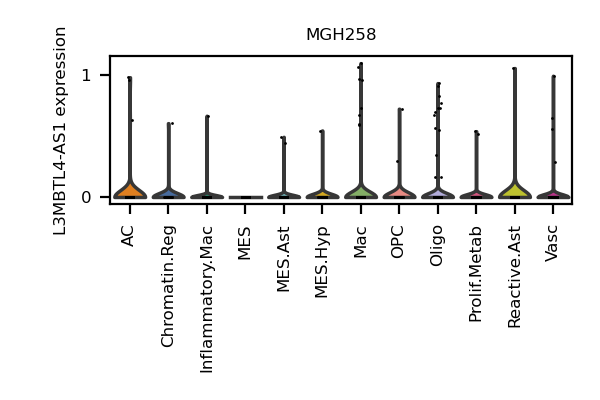 MGH258
L3MBTL4-AS1 expression
1
0
AC
Chromatin.Reg
Inflammatory.Mac
MES
MES.Ast
MES.Hyp
Mac
OPC
Oligo
Prolif.Metab
Reactive.Ast
Vasc